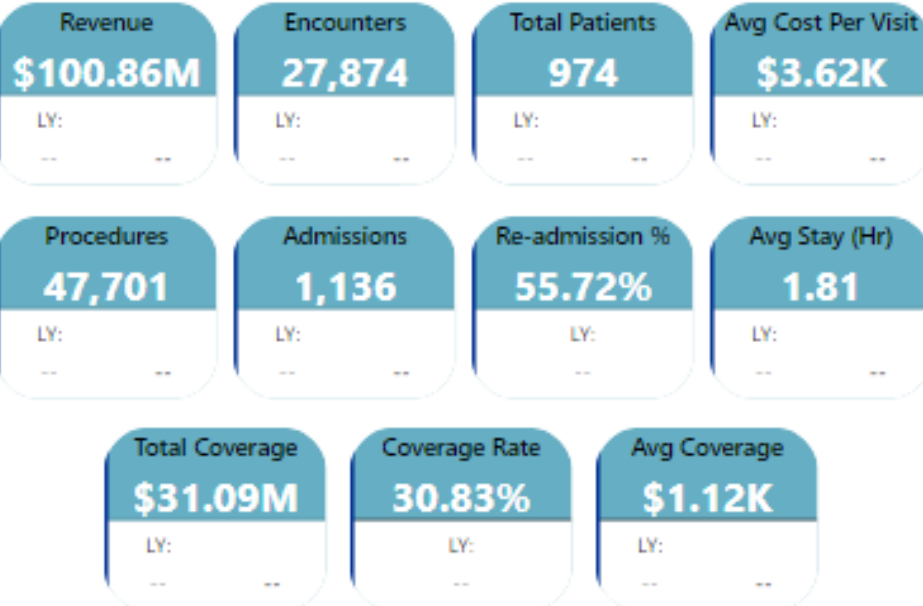 Revenue Encounters Total Patients Avg Cost Per Visit
$100.86M 27,874 974 $3.62K
LY: LY: LY: LY:
-- -- -- -- -- -- -- --
Procedures Admissions Re-admission % Avg Stay (Hr)
47,701 1,136 55.72% 1.81
LY: LY: LY: LY:
-- -- -- -- -- -- --
Total Coverage Coverage Rate Avg Coverage
$31.09M 30.83% $1.12K
LY: LY: LY:
-- -- -- -- --